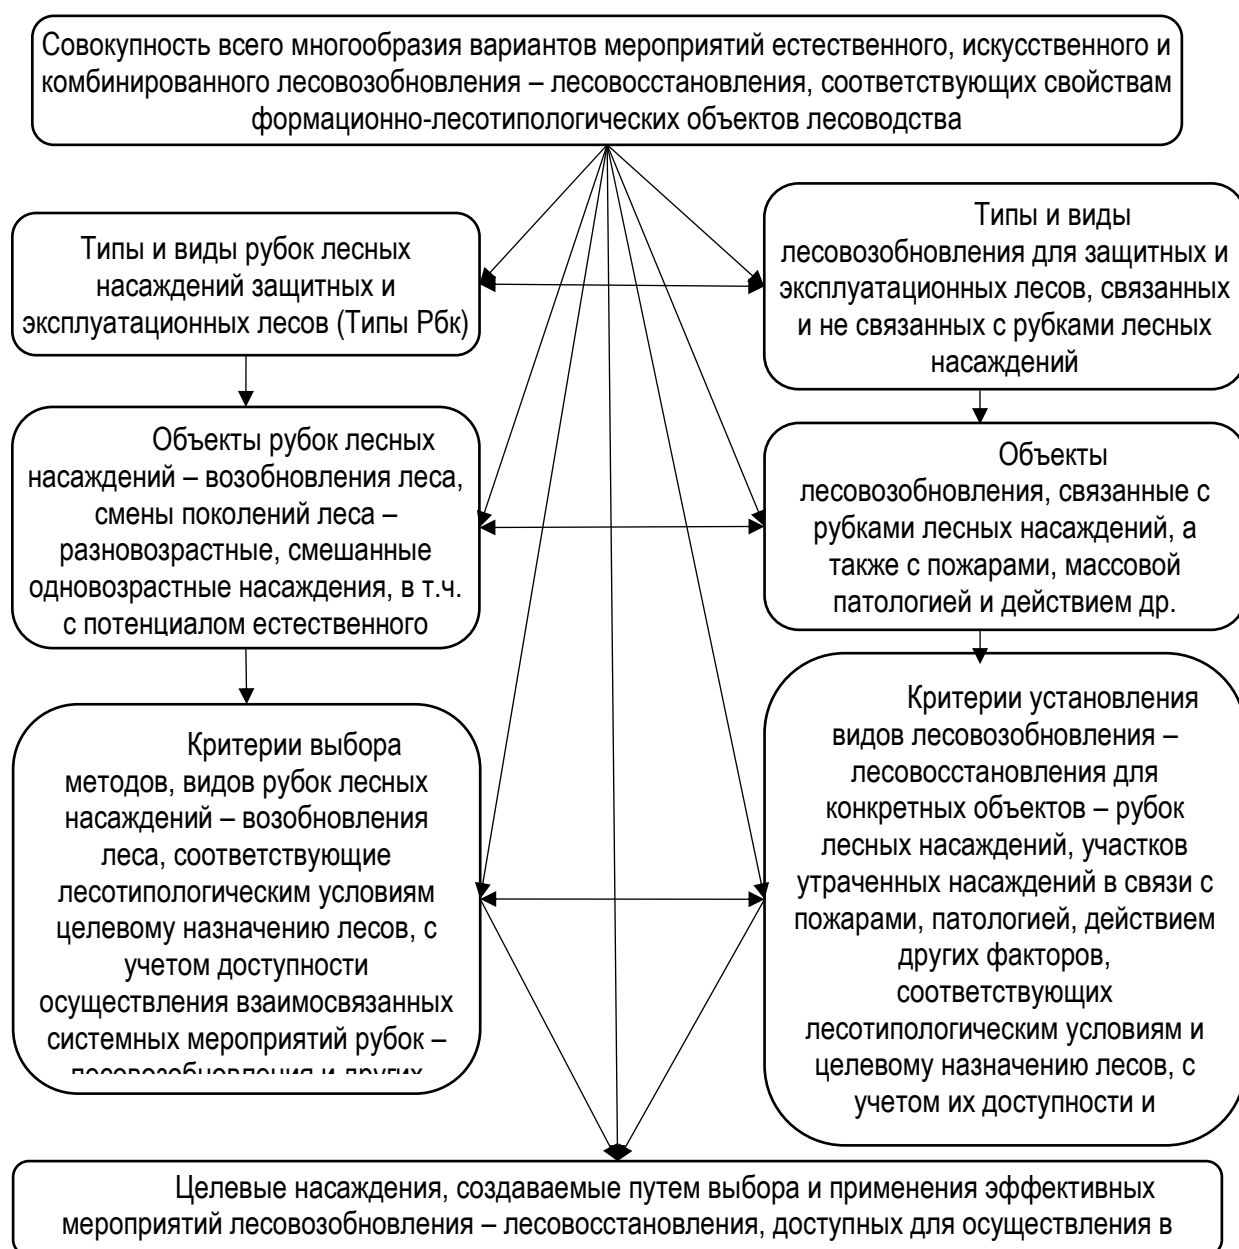 Совокупность всего многообразия вариантов мероприятий естественного, искусственного и
комбинированного лесовозобновления – лесовосстановления, соответствующих свойствам
формационно-лесотипологических объектов лесоводства
Типы и виды рубок лесных
насаждений защитных и
эксплуатационных лесов (Типы Рбк)
Типы и виды
лесовозобновления для защитных и
эксплуатационных лесов, связанных
и не связанных с рубками лесных
насаждений
Объекты рубок лесных
насаждений – возобновления леса,
смены поколений леса –
разновозрастные, смешанные
одновозрастные насаждения, в т.ч.
с потенциалом естественного
Объекты
лесовозобновления, связанные с
рубками лесных насаждений, а
также с пожарами, массовой
патологией и действием др.
Критерии выбора
методов, видов рубок лесных
насаждений – возобновления
леса, соответствующие
лесотипологическим условиям
целевому назначению лесов, с
учетом доступности
осуществления взаимосвязанных
системных мероприятий рубок –
лесовозобновления и других
Критерии установления
видов лесовозобновления –
лесовосстановления для
конкретных объектов – рубок
лесных насаждений, участков
утраченных насаждений в связи с
пожарами, патологией, действием
других факторов,
соответствующих
лесотипологическим условиям и
целевому назначению лесов, с
учетом их доступности и
Целевые насаждения, создаваемые путем выбора и применения эффективных
мероприятий лесовозобновления – лесовосстановления, доступных для осуществления в